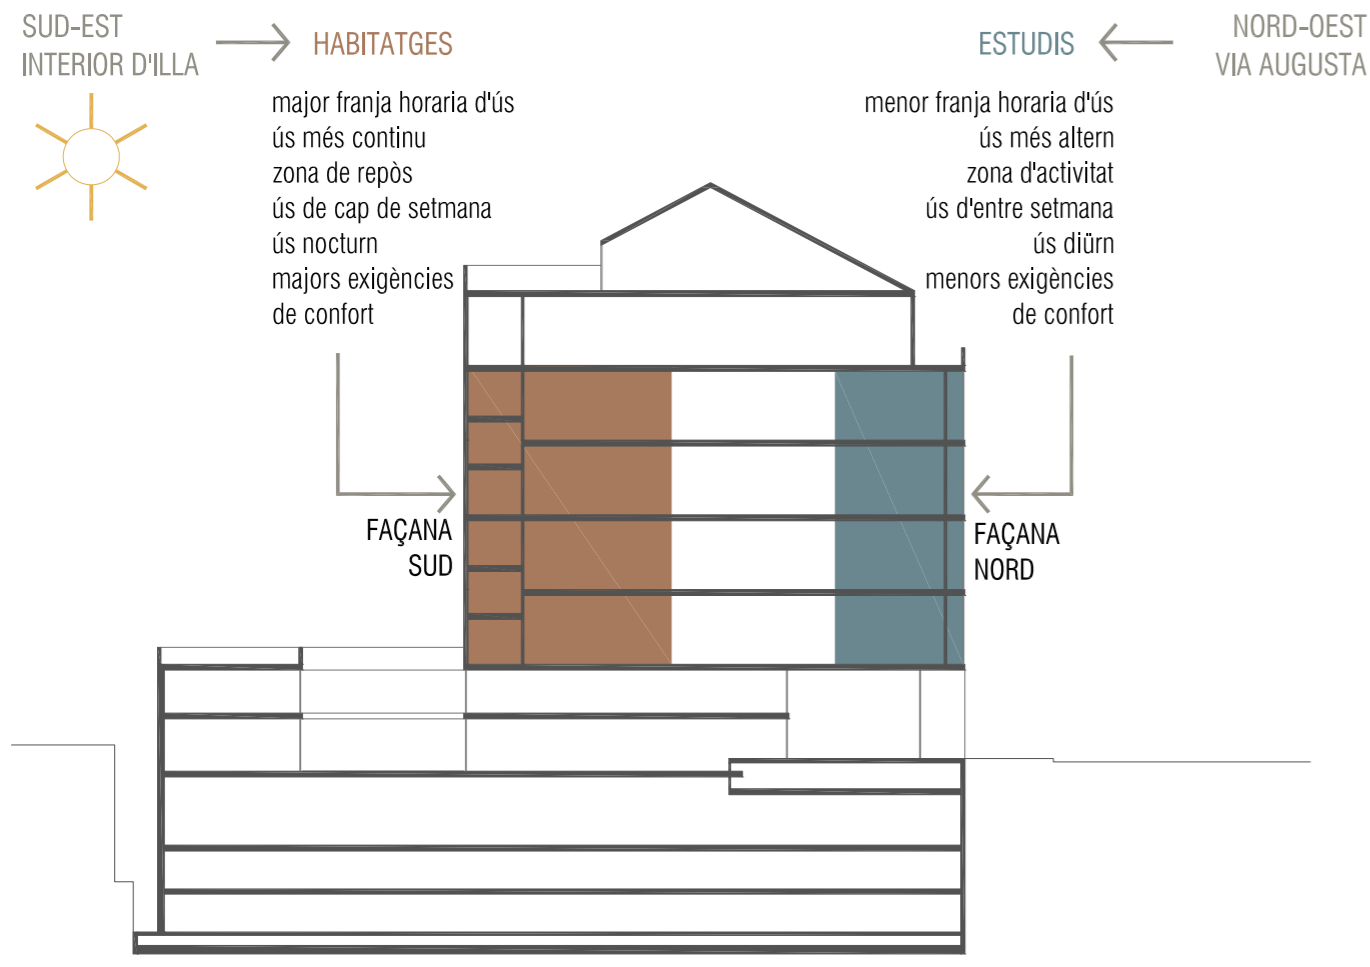 SUD-EST
INTERIOR D'ILLA
HABITATGES
major franja horaria d'ús
ús més continu
zona de repòs
ús de cap de setmana
ús nocturn
majors exigències
de confort
FAÇANA
SUD
NORD-OEST
VIA AUGUSTA
ESTUDIS
menor franja horaria d'ús
ús més altern
zona d'activitat
ús d'entre setmana
ús diürn
menors exigències
de confort
FAÇANA
NORD